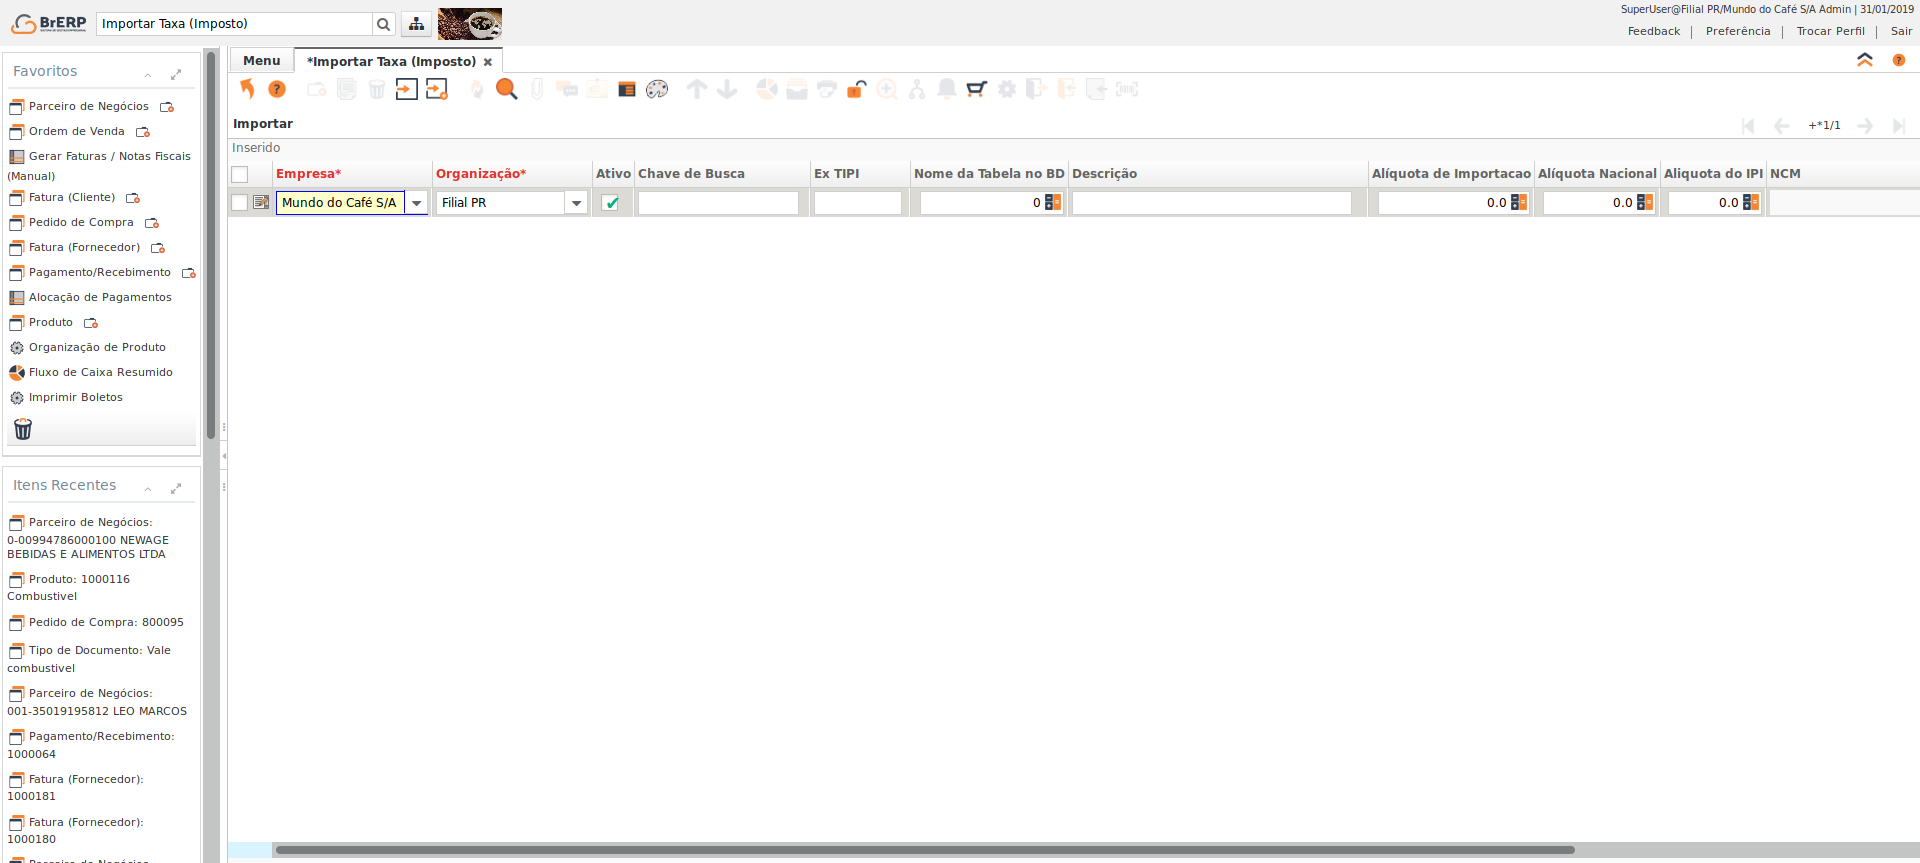 BrERP
Importar Taxa (Imposto)
SuperUser@Filial PR/Mundo do Café S/A Admin | 31/01/2019
Feedback | Preferência | Trocar Perfil | Sair
Favoritos
Parceiro de Negócios
Ordem de Venda
Gerar Faturas / Notas Fiscais
(Manual)
Fatura (Cliente)
Pedido de Compra
Fatura (Fornecedor)
Pagamento/Recebimento
Alocação de Pagamentos
Produto
Organização de Produto
Fluxo de Caixa Resumido
Imprimir Boletos
Itens Recentes
Parceiro de Negócios:
0-00994786000100 NEWAGE
BEBIDAS E ALIMENTOS LTDA
Produto: 1000116
Combustivel
Pedido de Compra: 800095
Tipo de Documento: Vale
combustivel
Parceiro de Negócios:
001-35019195812 LEO MARCOS
Pagamento/Recebimento:
1000064
Fatura (Fornecedor):
1000181
Fatura (Fornecedor):
1000180
Menu
*Importar Taxa (Imposto)
Importar
+*1/1
Inserido
Empresa* Organização* Ativo Chave de Busca Ex TIPI Nome da Tabela no BD Descrição Alíquota de Importacao Alíquota Nacional Aliquota do IPI NCM
Mundo do Café S/A Filial PR 0 0.0 0.0 0.0